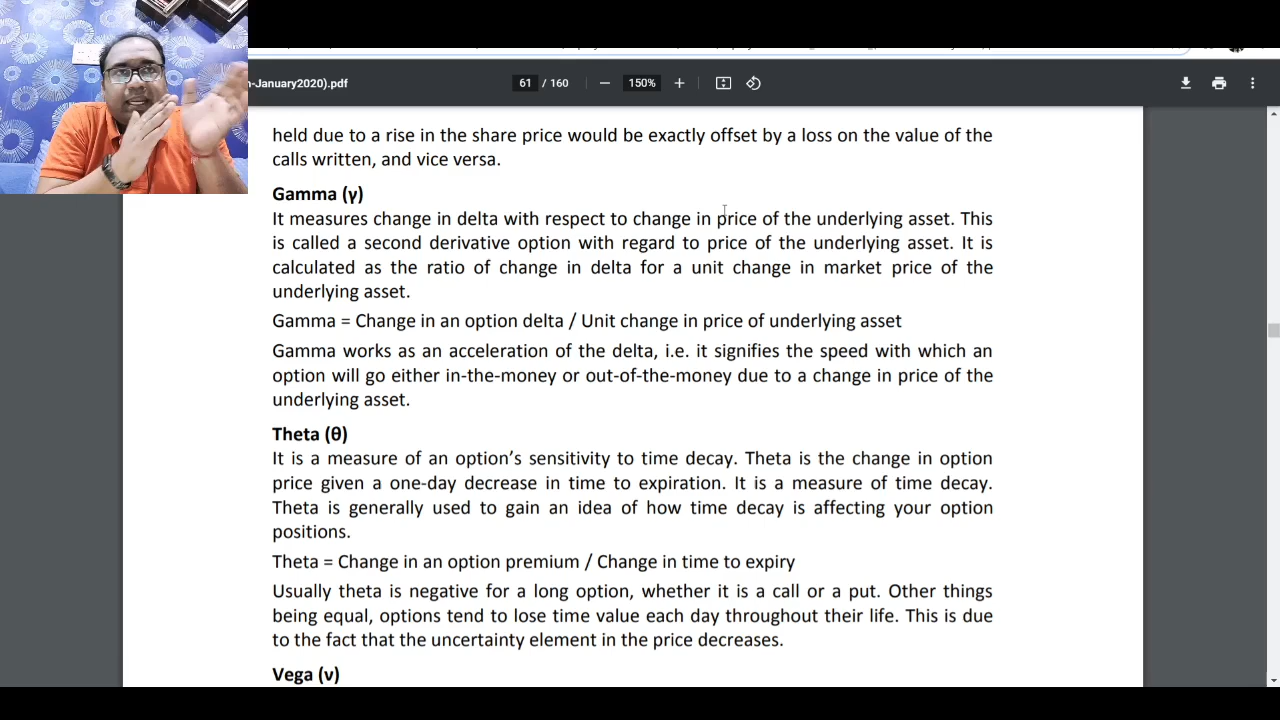 n-January2020).pdf
61 / 160
150%
held due to a rise in the share price would be exactly offset by a loss on the value of the
calls written, and vice versa.
Gamma (γ)
It measures change in delta with respect to change in price of the underlying asset. This
is called a second derivative option with regard to price of the underlying asset. It is
calculated as the ratio of change in delta for a unit change in market price of the
underlying asset.
Gamma = Change in an option delta / Unit change in price of underlying asset
Gamma works as an acceleration of the delta, i.e. it signifies the speed with which an
option will go either in-the-money or out-of-the-money due to a change in price of the
underlying asset.
Theta (θ)
It is a measure of an option’s sensitivity to time decay. Theta is the change in option
price given a one-day decrease in time to expiration. It is a measure of time decay.
Theta is generally used to gain an idea of how time decay is affecting your option
positions.
Theta = Change in an option premium / Change in time to expiry
Usually theta is negative for a long option, whether it is a call or a put. Other things
being equal, options tend to lose time value each day throughout their life. This is due
to the fact that the uncertainty element in the price decreases.
Vega (ν)